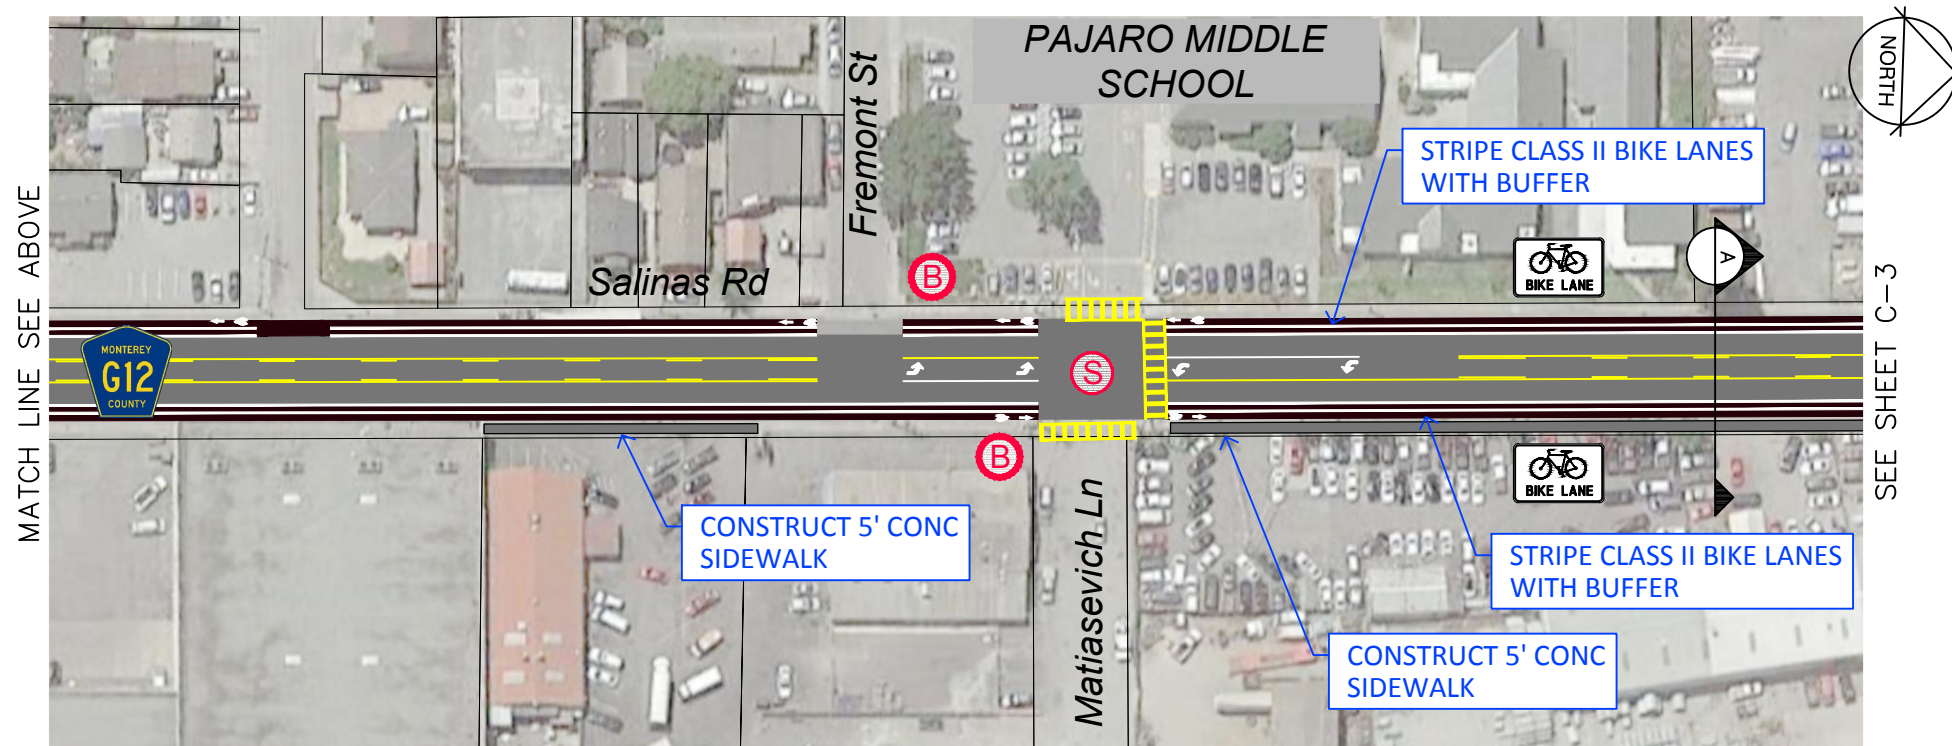 PAJARO MIDDLE
SCHOOL
NORTH
Fremont St
STRIPE CLASS II BIKE LANES
WITH BUFFER
MATCH LINE SEE ABOVE
Salinas Rd
B
BIKE LANE
A
SEE SHEET C-3
MONTEREY
G12
COUNTY
S
B
BIKE LANE
CONSTRUCT 5' CONC
SIDEWALK
Matiasevich Ln
STRIPE CLASS II BIKE LANES
WITH BUFFER
CONSTRUCT 5' CONC
SIDEWALK